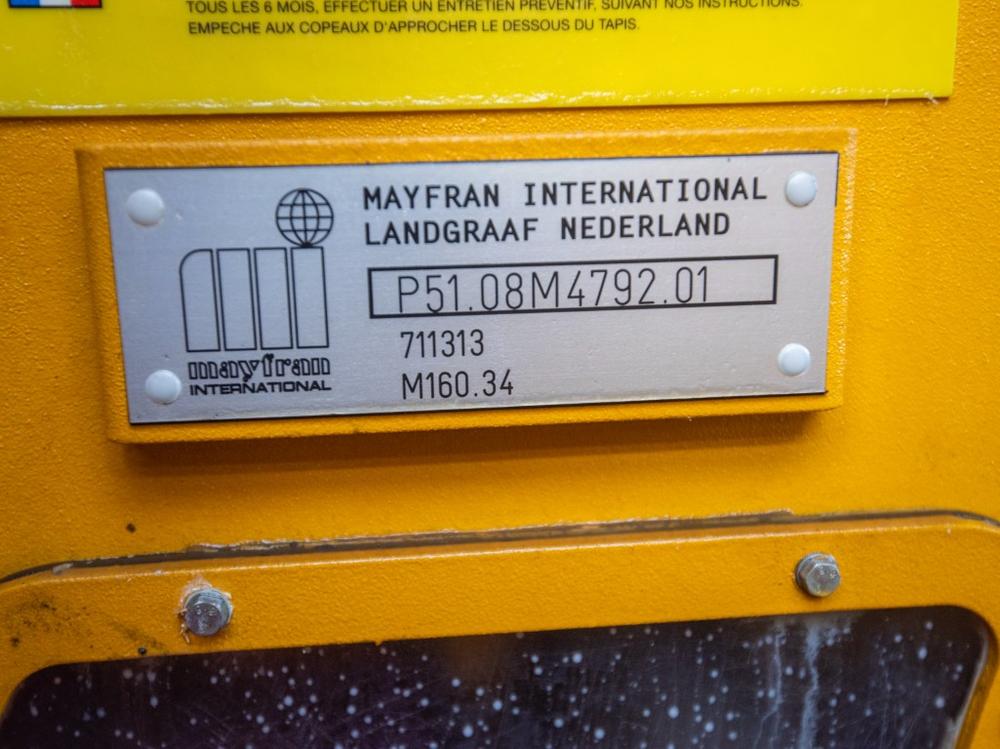 TOUS LES 6 MOIS, EFFECTUER UN ENTRETIEN PREVENTIF, SUIVANT NOS INSTRUCTIONS.
EMPECHE AUX COPEAUX D'APPROCHER LE DESSOUS DU TAPIS.
MAYFRAN INTERNATIONAL
LANDGRAAF NEDERLAND
P51.08M4792.01
711313
M160.34
mayfran
INTERNATIONAL